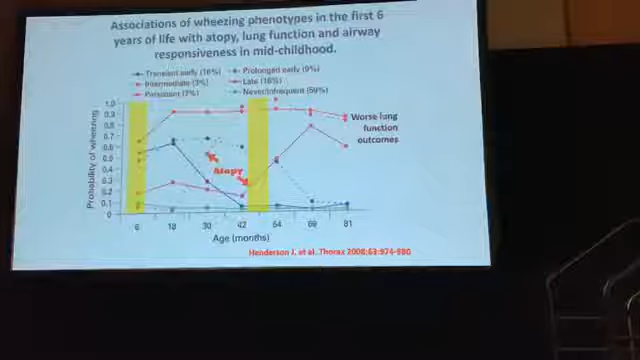 Associations of wheezing phenotypes in the first 6
years of life with atopy, lung function and airway
responsiveness in mid-childhood.
Transient early (16%)
Prolonged early (9%)
Intermediate (3%)
Late (6%)
Persistent (7%)
Never/infrequent (59%)
Probability of wheezing
1.0
0.9
0.8
0.7
0.6
0.5
0.4
0.3
0.2
0.1
0
Worse lung
function
outcomes
Atopy
6 18 30 42 54 69 81
Age (months)
Henderson J, et al. Thorax 2008;63:974-980